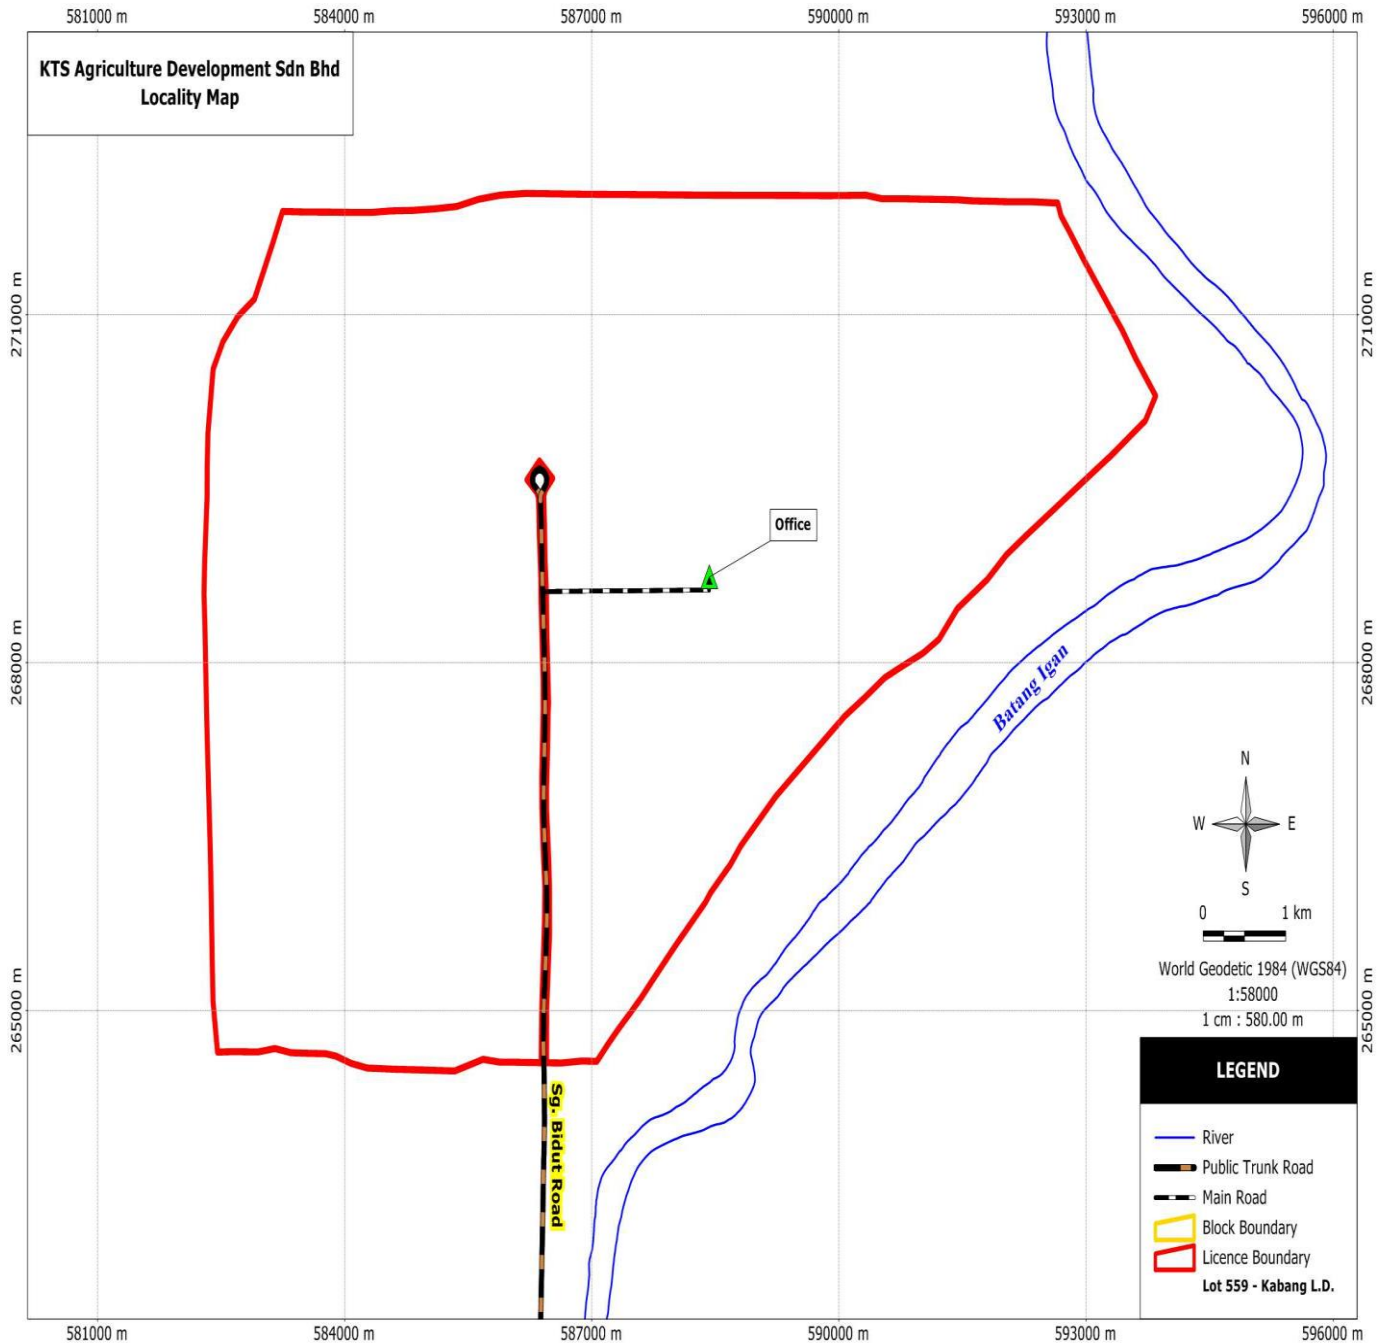 581000 m
584000 m
587000 m
590000 m
593000 m
596000 m
KTS Agriculture Development Sdn Bhd
Locality Map
271000 m
271000 m
Office
268000 m
268000 m
Batang Igan
N
W
E
S
0
1 km
World Geodetic 1984 (WGS84)
1:58000
1 cm : 580.00 m
265000 m
265000 m
Sg. Bidut Road
LEGEND
River
Public Trunk Road
Main Road
Block Boundary
Licence Boundary
Lot 559 - Kabang L.D.
581000 m
584000 m
587000 m
590000 m
593000 m
596000 m